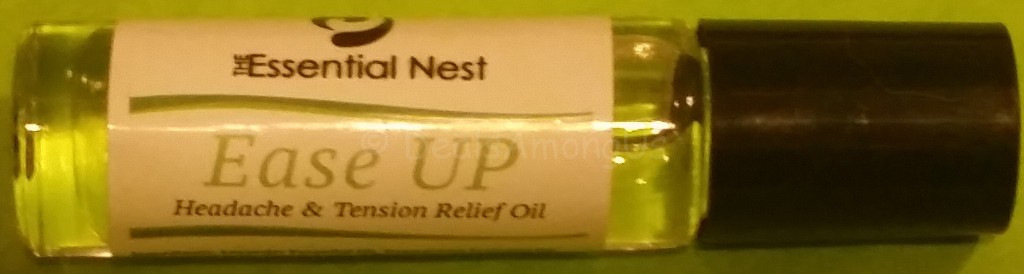 THE Essential Nest
Ease UP
Headache & Tension Relief Oil